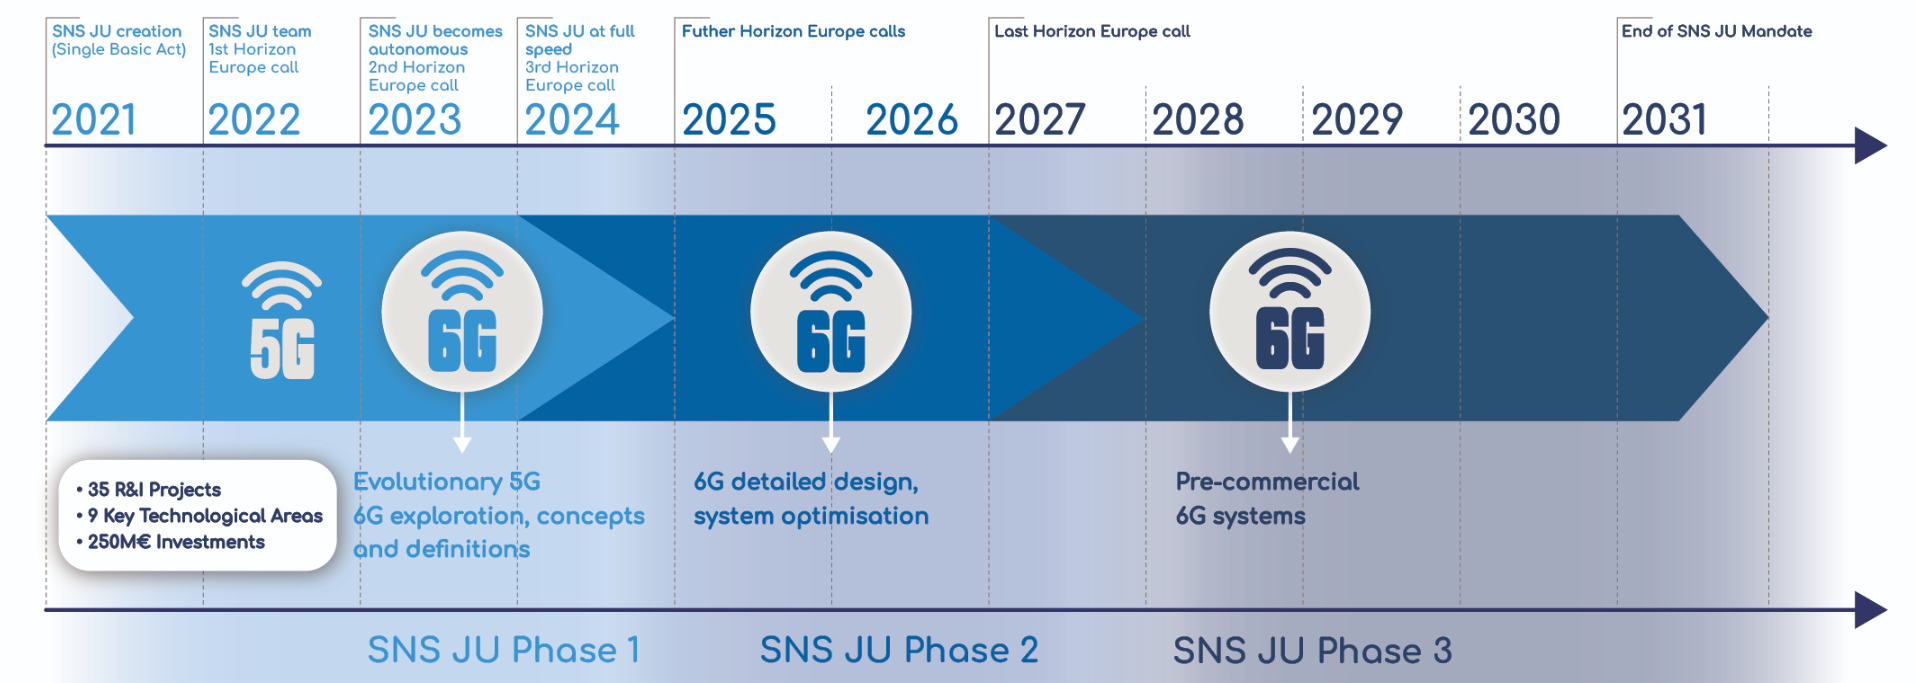 SNS JU creation
(Single Basic Act)
SNS JU team
1st Horizon
Europe call
SNS JU becomes
autonomous
2nd Horizon
Europe call
SNS JU at full
speed
3rd Horizon
Europe call
Futher Horizon Europe calls
Last Horizon Europe call
End of SNS JU Mandate
2021
2022
2023
2024
2025
2026
2027
2028
2029
2030
2031
5G
6G
6G
6G
• 35 R&I Projects
• 9 Key Technological Areas
• 250M€ Investments
Evolutionary 5G
6G exploration, concepts
and definitions
6G detailed design,
system optimisation
Pre-commercial
6G systems
SNS JU Phase 1
SNS JU Phase 2
SNS JU Phase 3